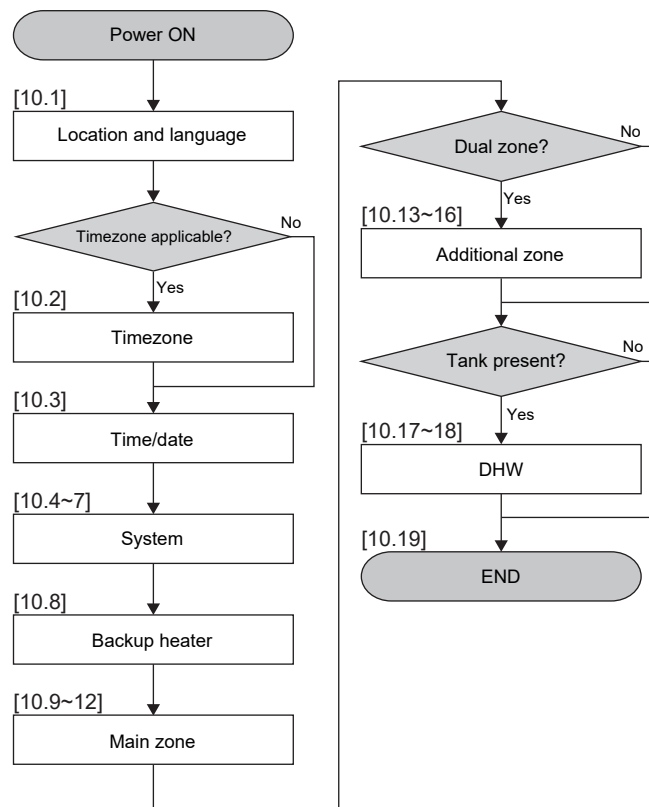 Power ON
[10.1]
Location and language
Timezone applicable?
No
Yes
[10.2]
Timezone
[10.3]
Time/date
[10.4~7]
System
[10.8]
Backup heater
[10.9~12]
Main zone
Dual zone?
No
Yes
[10.13~16]
Additional zone
Tank present?
No
Yes
[10.17~18]
DHW
[10.19]
END